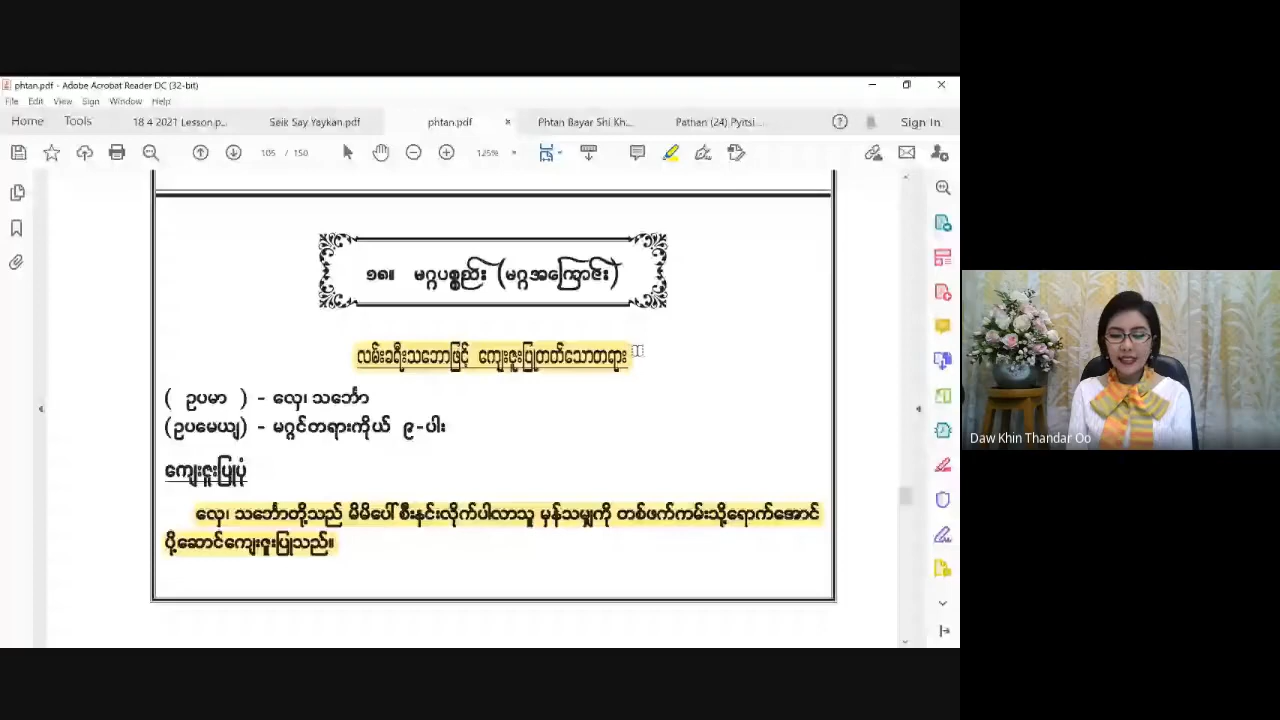 phtan.pdf - Adobe Acrobat Reader DC (32-bit)
File Edit View Sign Window Help
Home Tools 18 4 2021 Lesson.p... Seik Say Yaykan.pdf phtan.pdf × Phtan Bayar Shi Kh... Pathan (24) Pyitsi... Sign In
105 / 150 125%
၁၈။ မဂ္ဂပစ္စည်း (မဂ္ဂအကြောင်း)
လမ်းခရီးသဘောဖြင့် ကျေးဇူးပြုတတ်သောတရား
( ဥပမာ ) - လှေ၊ သင်္ဘော
(ဥပမေယျ) - မဂ္ဂင်တရားကိုယ် ၉-ပါး
ကျေးဇူးပြုပုံ
လှေ၊ သင်္ဘောတို့သည် မိမိပေါ် စီးနင်းလိုက်ပါလာသူ မှန်သမျှကို တစ်ဖက်ကမ်းသို့ရောက်အောင်
ပို့ဆောင်ကျေးဇူးပြုသည်။
Daw Khin Thandar Oo